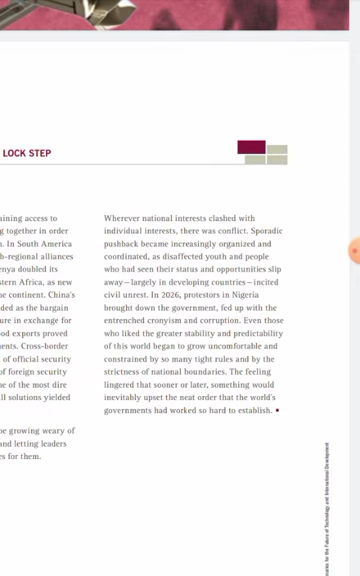 LOCK STEP
aining access to
g together in order
n. In South America
b-regional alliances
enya doubled its
stern Africa, as new
he continent. China's
ded as the bargain
ure in exchange for
od exports proved
ents. Cross-border
of official security
of foreign security
ne of the most dire
ll solutions yielded
be growing weary of
and letting leaders
es for them.
Wherever national interests clashed with
individual interests, there was conflict. Sporadic
pushback became increasingly organized and
coordinated, as disaffected youth and people
who had seen their status and opportunities slip
away—largely in developing countries—incited
civil unrest. In 2026, protestors in Nigeria
brought down the government, fed up with the
entrenched cronyism and corruption. Even those
who liked the greater stability and predictability
of this world began to grow uncomfortable and
constrained by so many tight rules and by the
strictness of national boundaries. The feeling
lingered that sooner or later, something would
inevitably upset the neat order that the world's
governments had worked so hard to establish. •
narios for the Future of Technology and International Development